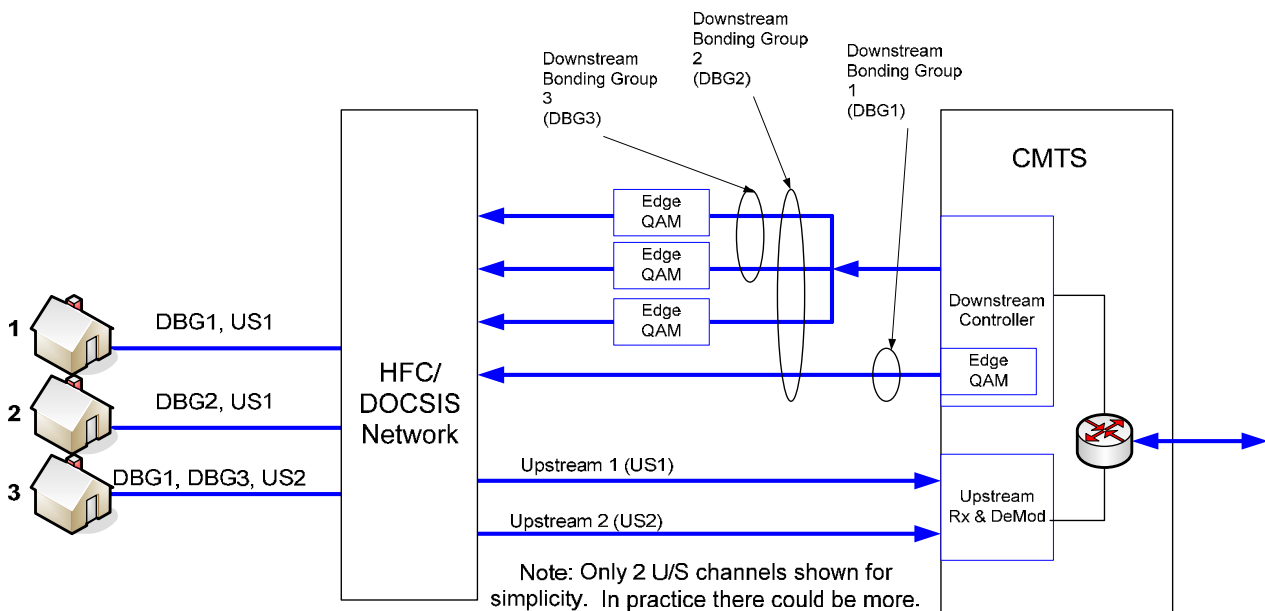 Downstream
Bonding Group
3
(DBG3)
Downstream
Bonding Group
2
(DBG2)
Downstream
Bonding Group
1
(DBG1)
CMTS
Edge
QAM
Edge
QAM
Edge
QAM
Downstream
Controller
Edge
QAM
HFC/
DOCSIS
Network
1
DBG1, US1
2
DBG2, US1
3
DBG1, DBG3, US2
Upstream 1 (US1)
Upstream 2 (US2)
Upstream
Rx & DeMod
Note: Only 2 U/S channels shown for
simplicity. In practice there could be more.